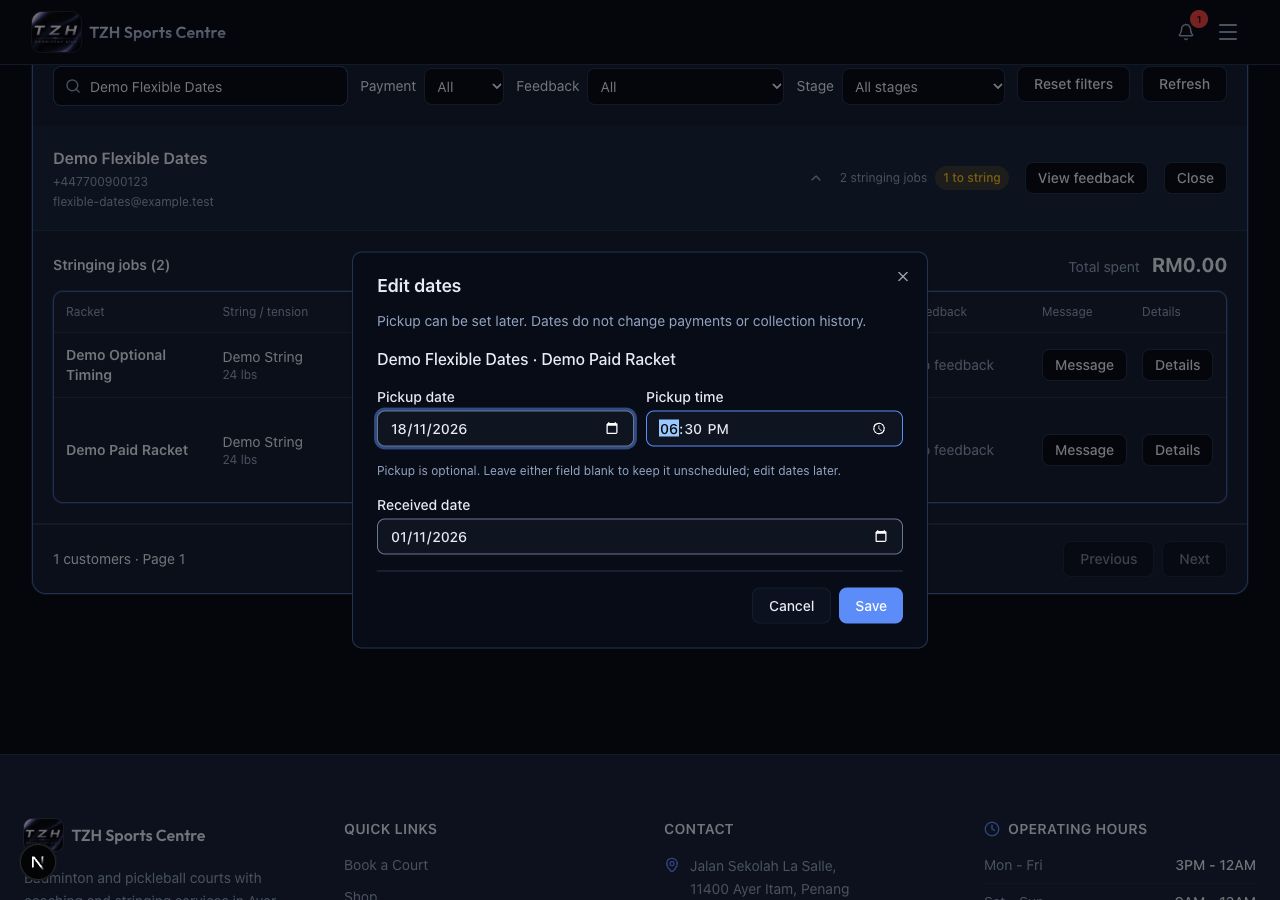 TZH TZH Sports Centre 1
Demo Flexible Dates Payment All Feedback All Stage All stages Reset filters Refresh
Demo Flexible Dates
+447700900123
flexible-dates@example.test
2 stringing jobs 1 to string View feedback Close
Stringing jobs (2) Total spent RM0.00
Racket String / tension Message Details
Demo Optional Timing Demo String 24 lbs feedback Message Details
Demo Paid Racket Demo String 24 lbs feedback Message Details
1 customers · Page 1 Previous Next
Edit dates
Pickup can be set later. Dates do not change payments or collection history.
Demo Flexible Dates · Demo Paid Racket
Pickup date Pickup time
18/11/2026 06:30 PM
Pickup is optional. Leave either field blank to keep it unscheduled; edit dates later.
Received date
01/11/2026
Cancel Save
TZH TZH Sports Centre
N
Badminton and pickleball courts with
QUICK LINKS
Book a Court
Shop
CONTACT
Jalan Sekolah La Salle,
11400 Ayer Itam, Penang
OPERATING HOURS
Mon - Fri 3PM - 12AM